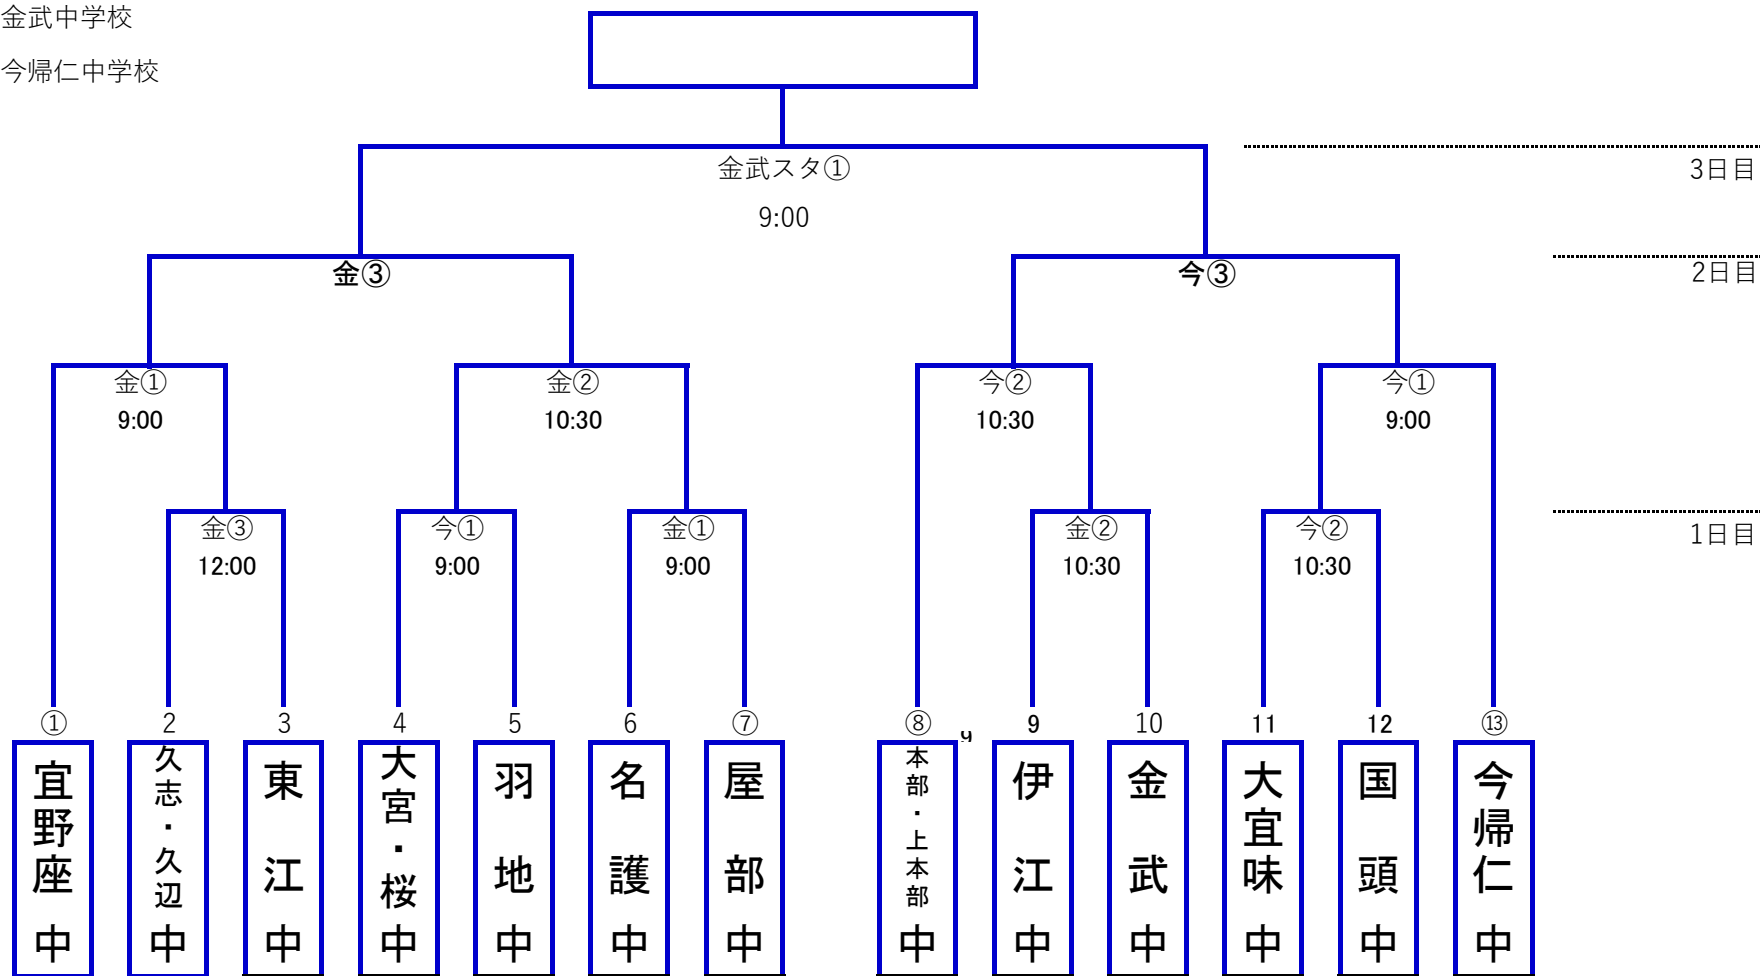 金武中学校
今帰仁中学校
金武スタ①
3日目
9:00
金③
今③
2日目
金①
金②
今②
今①
9:00
10:30
10:30
9:00
金③
今①
金①
金②
今②
1日目
12:00
9:00
9:00
10:30
10:30
①
2
3
4
5
6
⑦
⑧
9
10
11
12
⑬
宜野座中
久志・久辺中
東江中
大宮・桜中
羽地中
名護中
屋部中
本部・上本部中
伊江中
金武中
大宜味中
国頭中
今帰仁中